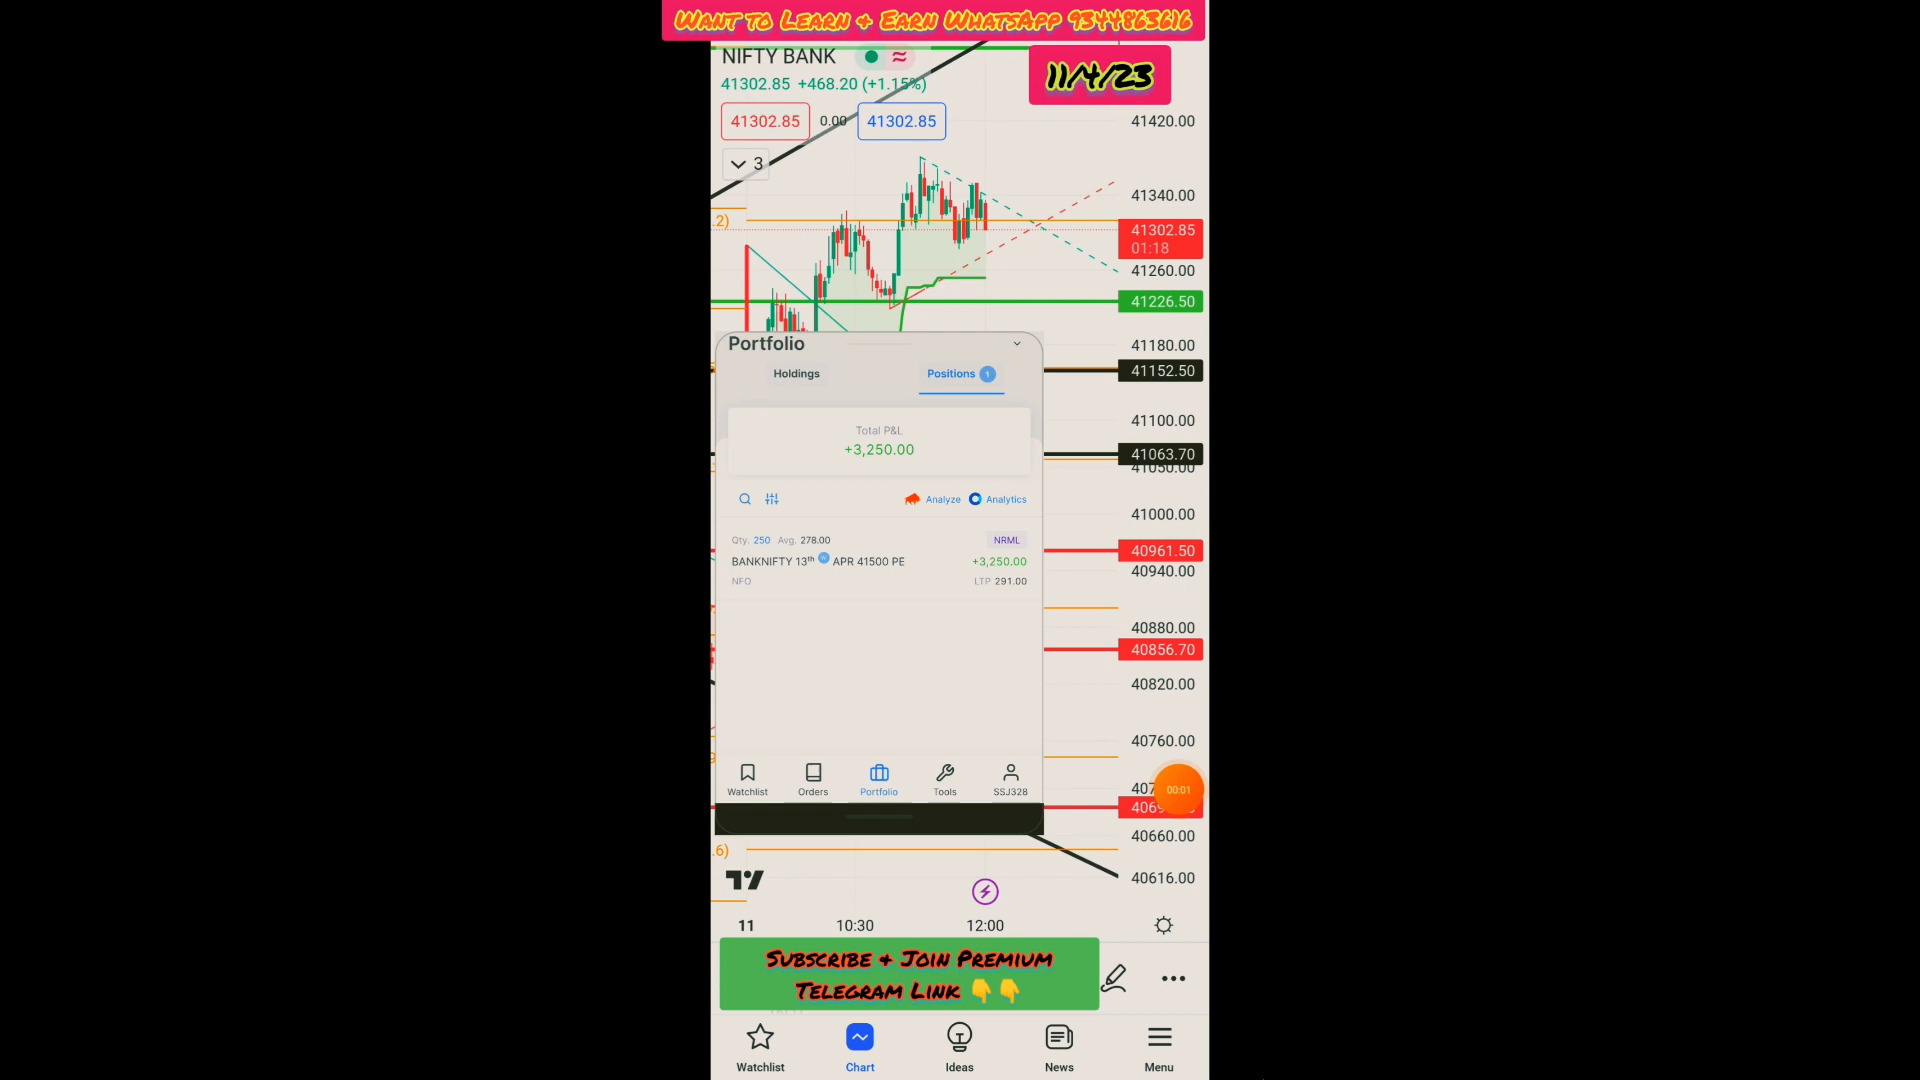 Want to Learn & Earn WhatsApp 9344863616
NIFTY BANK
11/4/23
41302.85 +468.20 (+1.15%)
41302.85 0.00 41302.85
3
41420.00
41340.00
.2)
41302.85
01:18
41260.00
41226.50
41180.00
41152.50
41100.00
41063.70
41050.00
41000.00
40961.50
40940.00
40880.00
40856.70
40820.00
40760.00
40660.00
40616.00
Portfolio
Holdings
Positions 1
Total P&L
+3,250.00
Analyze Analytics
Qty. 250 Avg. 278.00 NRML
BANKNIFTY 13th W APR 41500 PE +3,250.00
NFO LTP 291.00
Watchlist Orders Portfolio Tools SSJ328
00:01
.6)
11 10:30 12:00
Subscribe & Join Premium
Telegram Link 👇👇
Watchlist Chart Ideas News Menu